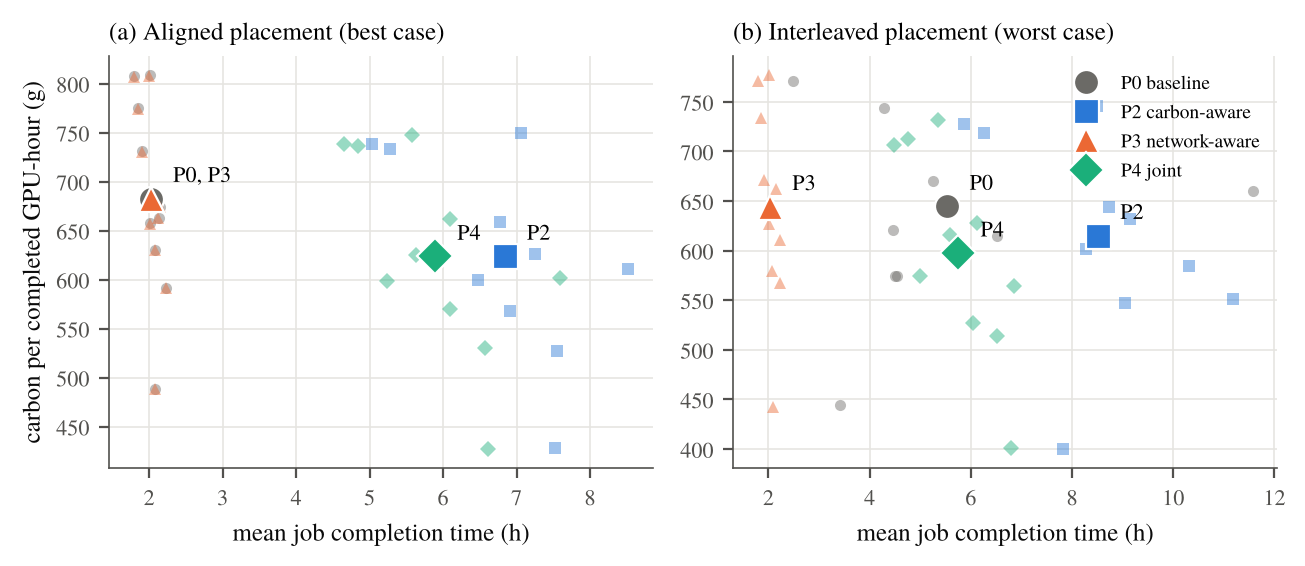 (a) Aligned placement (best case)
carbon per completed GPU-hour (g)
800
750
700
650
600
550
500
450
P0, P3
P4
P2
2
3
4
5
6
7
8
mean job completion time (h)
(b) Interleaved placement (worst case)
750
700
650
600
550
500
450
400
P0 baseline
P2 carbon-aware
P3 network-aware
P4 joint
P3
P0
P2
P4
2
4
6
8
10
12
mean job completion time (h)